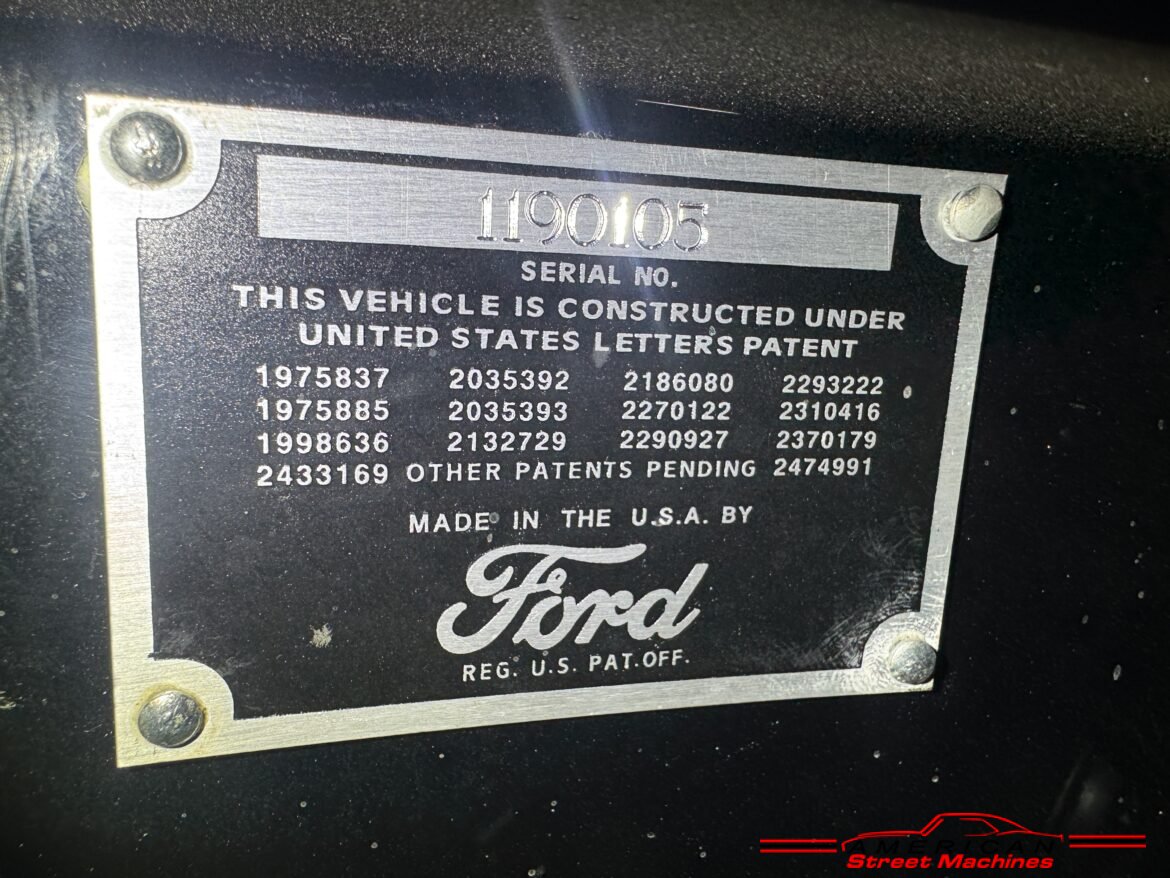 1190105
SERIAL NO.
THIS VEHICLE IS CONSTRUCTED UNDER
UNITED STATES LETTERS PATENT
1975837 2035392 2186080 2293222
1975885 2035393 2270122 2310416
1998636 2132729 2290927 2370179
2433169 OTHER PATENTS PENDING 2474991
MADE IN THE U.S.A. BY
Ford
REG. U.S. PAT. OFF.
AMERICAN
Street Machines